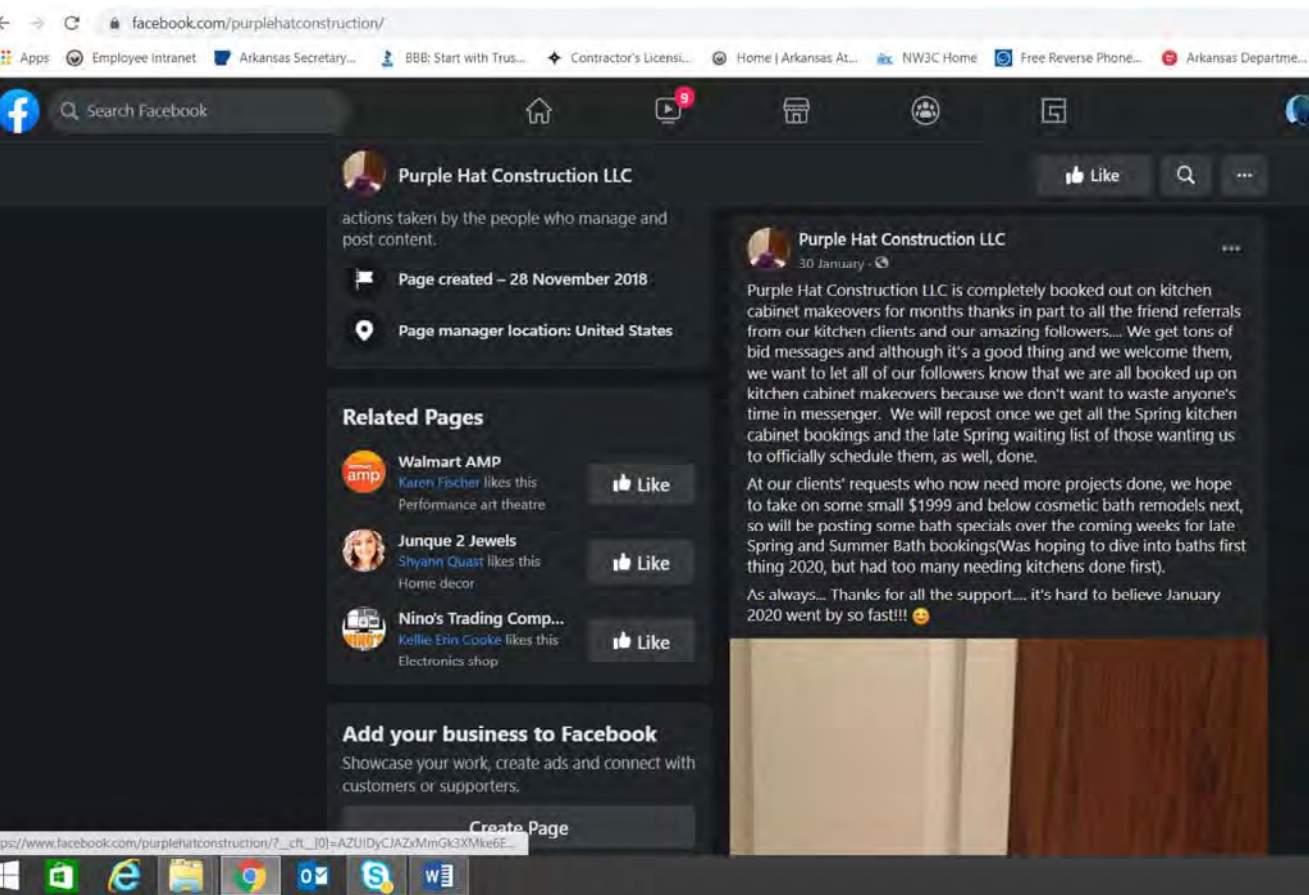 facebook.com/purplehatconstruction/
Apps Employee Intranet Arkansas Secretary... BBB: Start with Trus... Contractor's Licensi... Home | Arkansas At... NW3C Home Free Reverse Phone... Arkansas Departme...
Search Facebook
9
Purple Hat Construction LLC
Like
actions taken by the people who manage and
post content.
Page created – 28 November 2018
Page manager location: United States
Related Pages
amp
Walmart AMP
Karen Fischer likes this
Performance art theatre
Like
Junque 2 Jewels
Shyann Quast likes this
Home decor
Like
Nino's Trading Comp...
Kellie Erin Cooke likes this
Electronics shop
Like
Add your business to Facebook
Showcase your work, create ads and connect with
customers or supporters.
Create Page
Purple Hat Construction LLC
30 January ·
Purple Hat Construction LLC is completely booked out on kitchen
cabinet makeovers for months thanks in part to all the friend referrals
from our kitchen clients and our amazing followers.... We get tons of
bid messages and although it's a good thing and we welcome them,
we want to let all of our followers know that we are all booked up on
kitchen cabinet makeovers because we don't want to waste anyone's
time in messenger. We will repost once we get all the Spring kitchen
cabinet bookings and the late Spring waiting list of those wanting us
to officially schedule them, as well, done.
At our clients' requests who now need more projects done, we hope
to take on some small $1999 and below cosmetic bath remodels next,
so will be posting some bath specials over the coming weeks for late
Spring and Summer Bath bookings(Was hoping to dive into baths first
thing 2020, but had too many needing kitchens done first).
As always... Thanks for all the support.... it's hard to believe January
2020 went by so fast!!! 😊